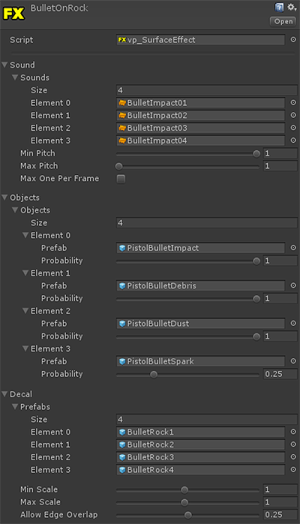 FX BulletOnRock
Open
Script FX vp_SurfaceEffect
Sound
Sounds
Size 4
Element 0 BulletImpact01
Element 1 BulletImpact02
Element 2 BulletImpact03
Element 3 BulletImpact04
Min Pitch 1
Max Pitch 1
Max One Per Frame
Objects
Objects
Size 4
Element 0
Prefab PistolBulletImpact
Probability 1
Element 1
Prefab PistolBulletDebris
Probability 1
Element 2
Prefab PistolBulletDust
Probability 1
Element 3
Prefab PistolBulletSpark
Probability 0.25
Decal
Prefabs
Size 4
Element 0 BulletRock1
Element 1 BulletRock2
Element 2 BulletRock3
Element 3 BulletRock4
Min Scale 1
Max Scale 1
Allow Edge Overlap 0.25